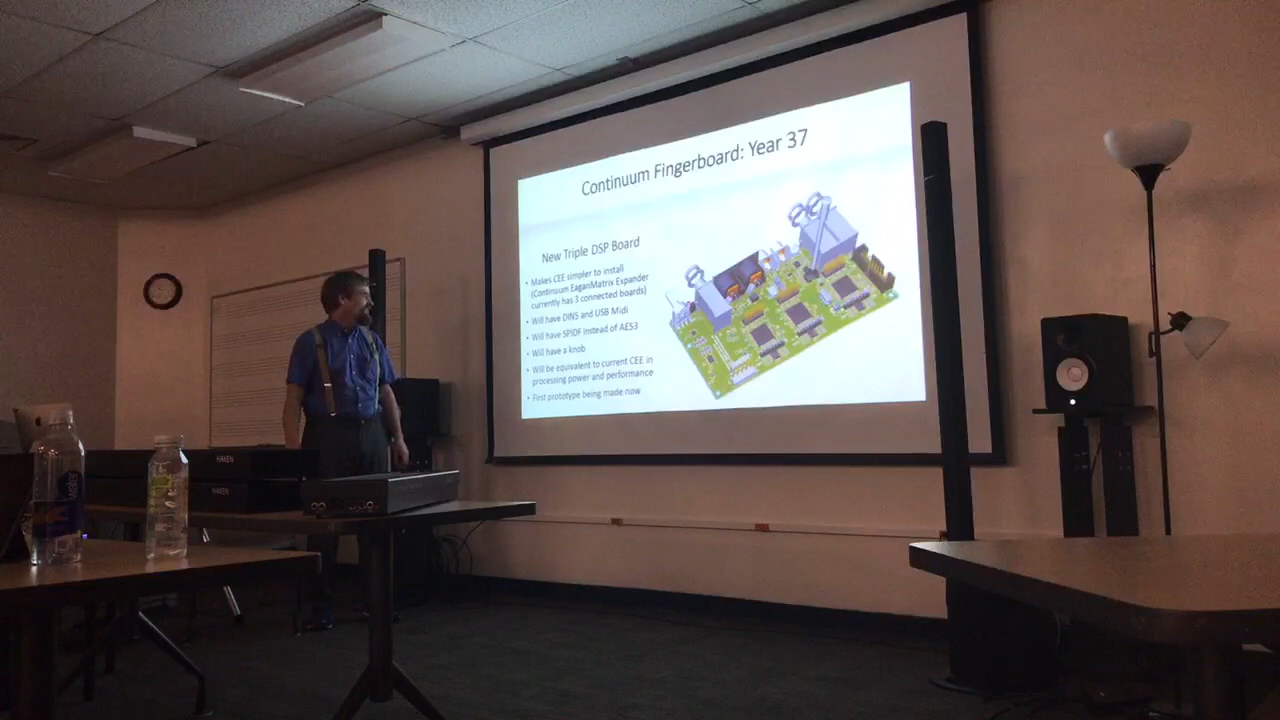 Continuum Fingerboard: Year 37
New Triple DSP Board
• Makes CEE simpler to install
(Continuum EaganMatrix Expander
currently has 3 connected boards)
• Will have DIN5 and USB Midi
• Will have SPIDF instead of AES3
• Will have a knob
• Will be equivalent to current CEE in
processing power and performance
• First prototype being made now
HAKEN
HAKEN